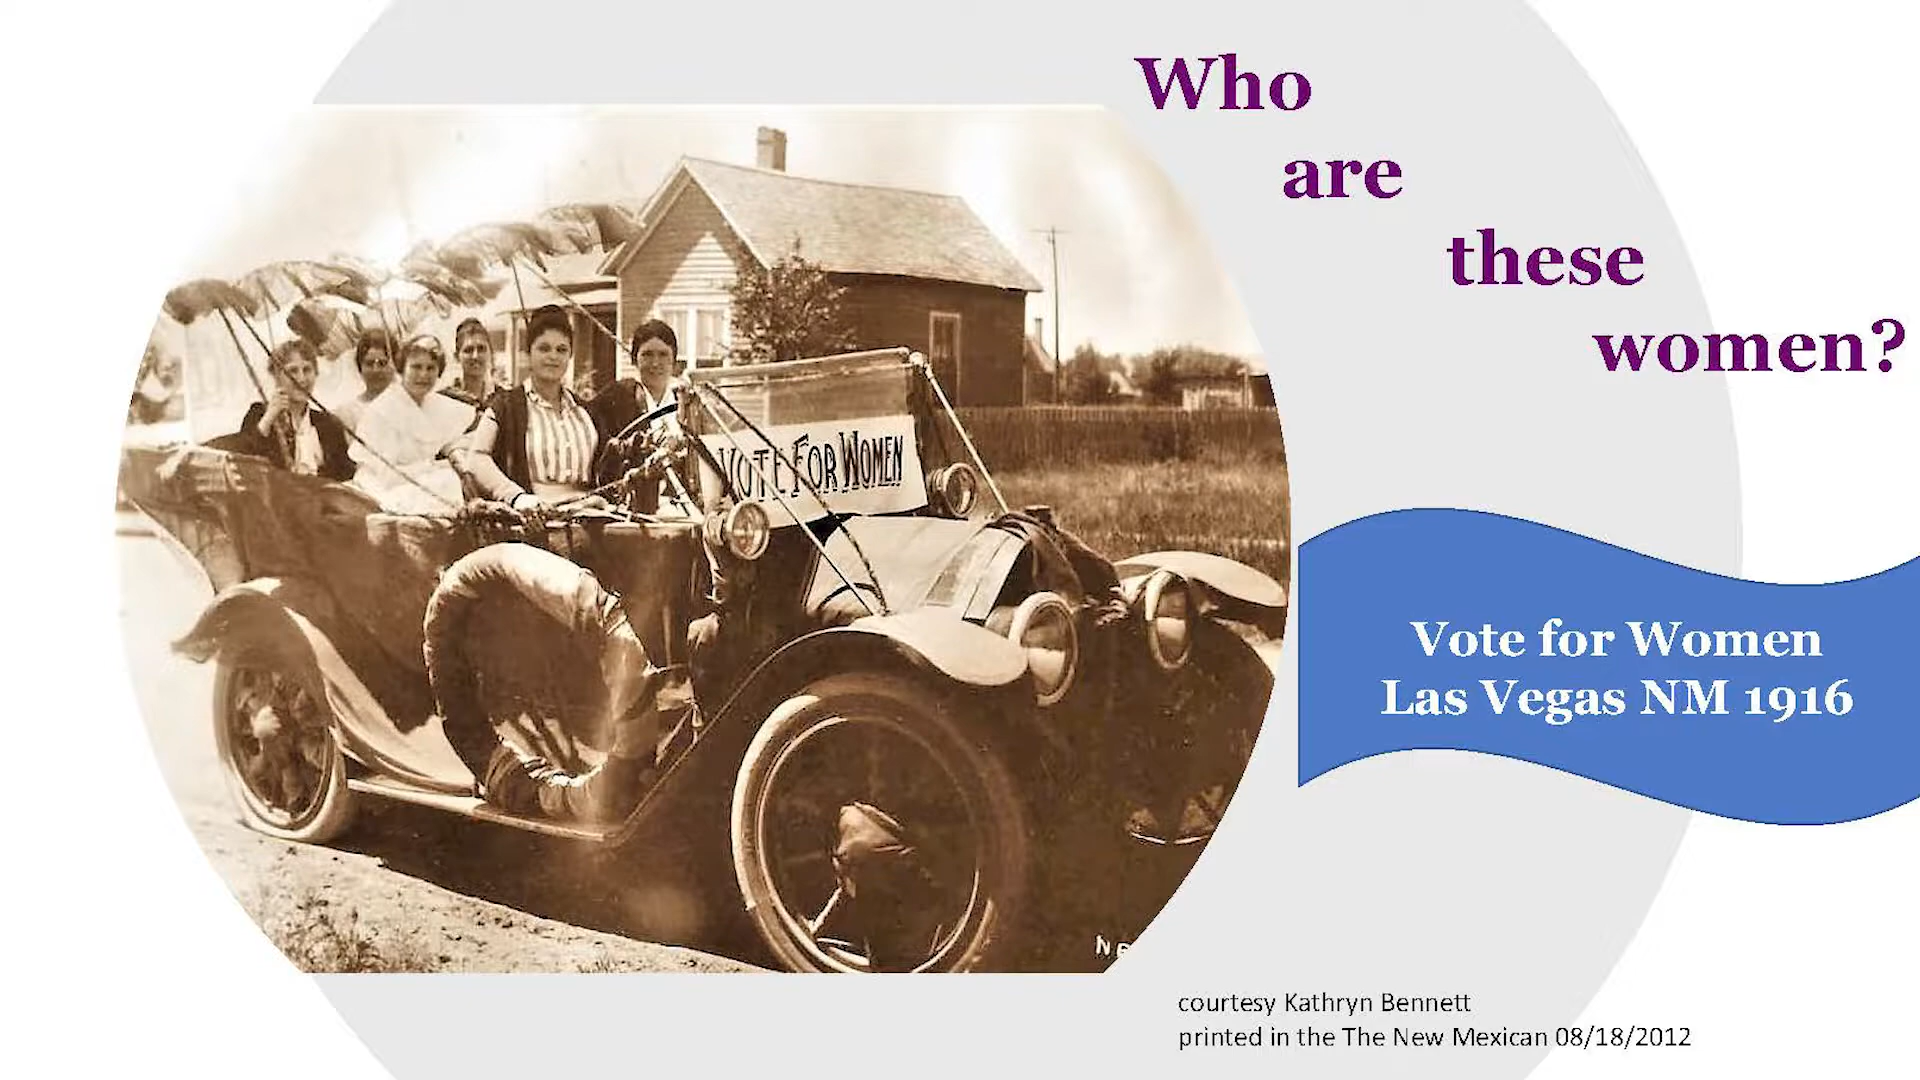 Who
are
these
women?
VOTE FOR WOMEN
Vote for Women
Las Vegas NM 1916
courtesy Kathryn Bennett
printed in the The New Mexican 08/18/2012